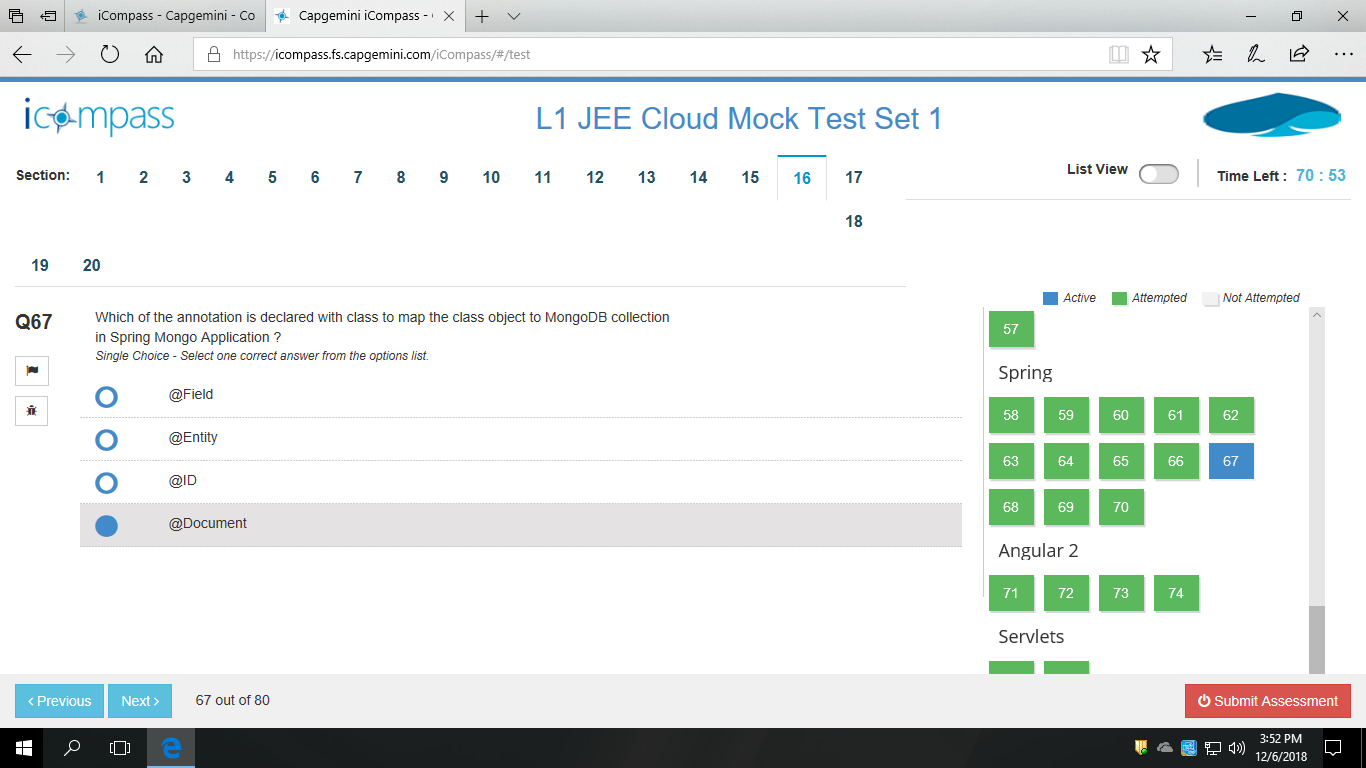 iCompass - Capgemini - Co
Capgemini iCompass -
https://icompass.fs.capgemini.com/iCompass/#/test
icompass
L1 JEE Cloud Mock Test Set 1
Section: 1 2 3 4 5 6 7 8 9 10 11 12 13 14 15 16 17
18
19 20
List View
Time Left : 70 : 53
Active Attempted Not Attempted
Q67
Which of the annotation is declared with class to map the class object to MongoDB collection
in Spring Mongo Application ?
Single Choice - Select one correct answer from the options list.
@Field
@Entity
@ID
@Document
57
Spring
58 59 60 61 62
63 64 65 66 67
68 69 70
Angular 2
71 72 73 74
Servlets
< Previous
Next >
67 out of 80
Submit Assessment
3:52 PM
12/6/2018